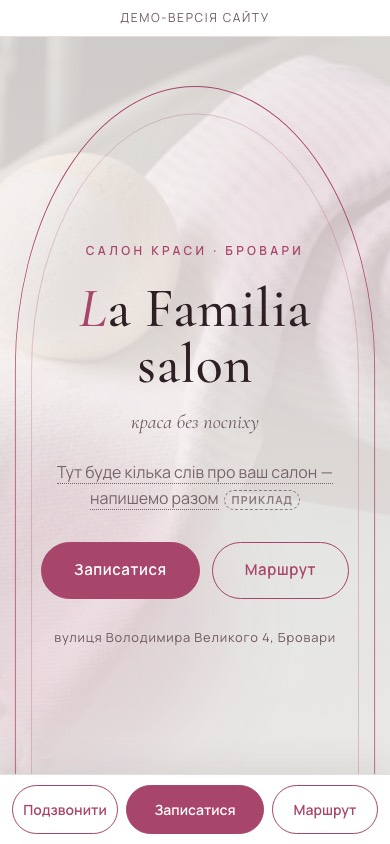 ДЕМО-ВЕРСІЯ САЙТУ
САЛОН КРАСИ · БРОВАРИ
La Familia
salon
краса без поспіху
Тут буде кілька слів про ваш салон —
напишемо разом ПРИКЛАД
Записатися Маршрут
вулиця Володимира Великого 4, Бровари
Подзвонити Записатися Маршрут